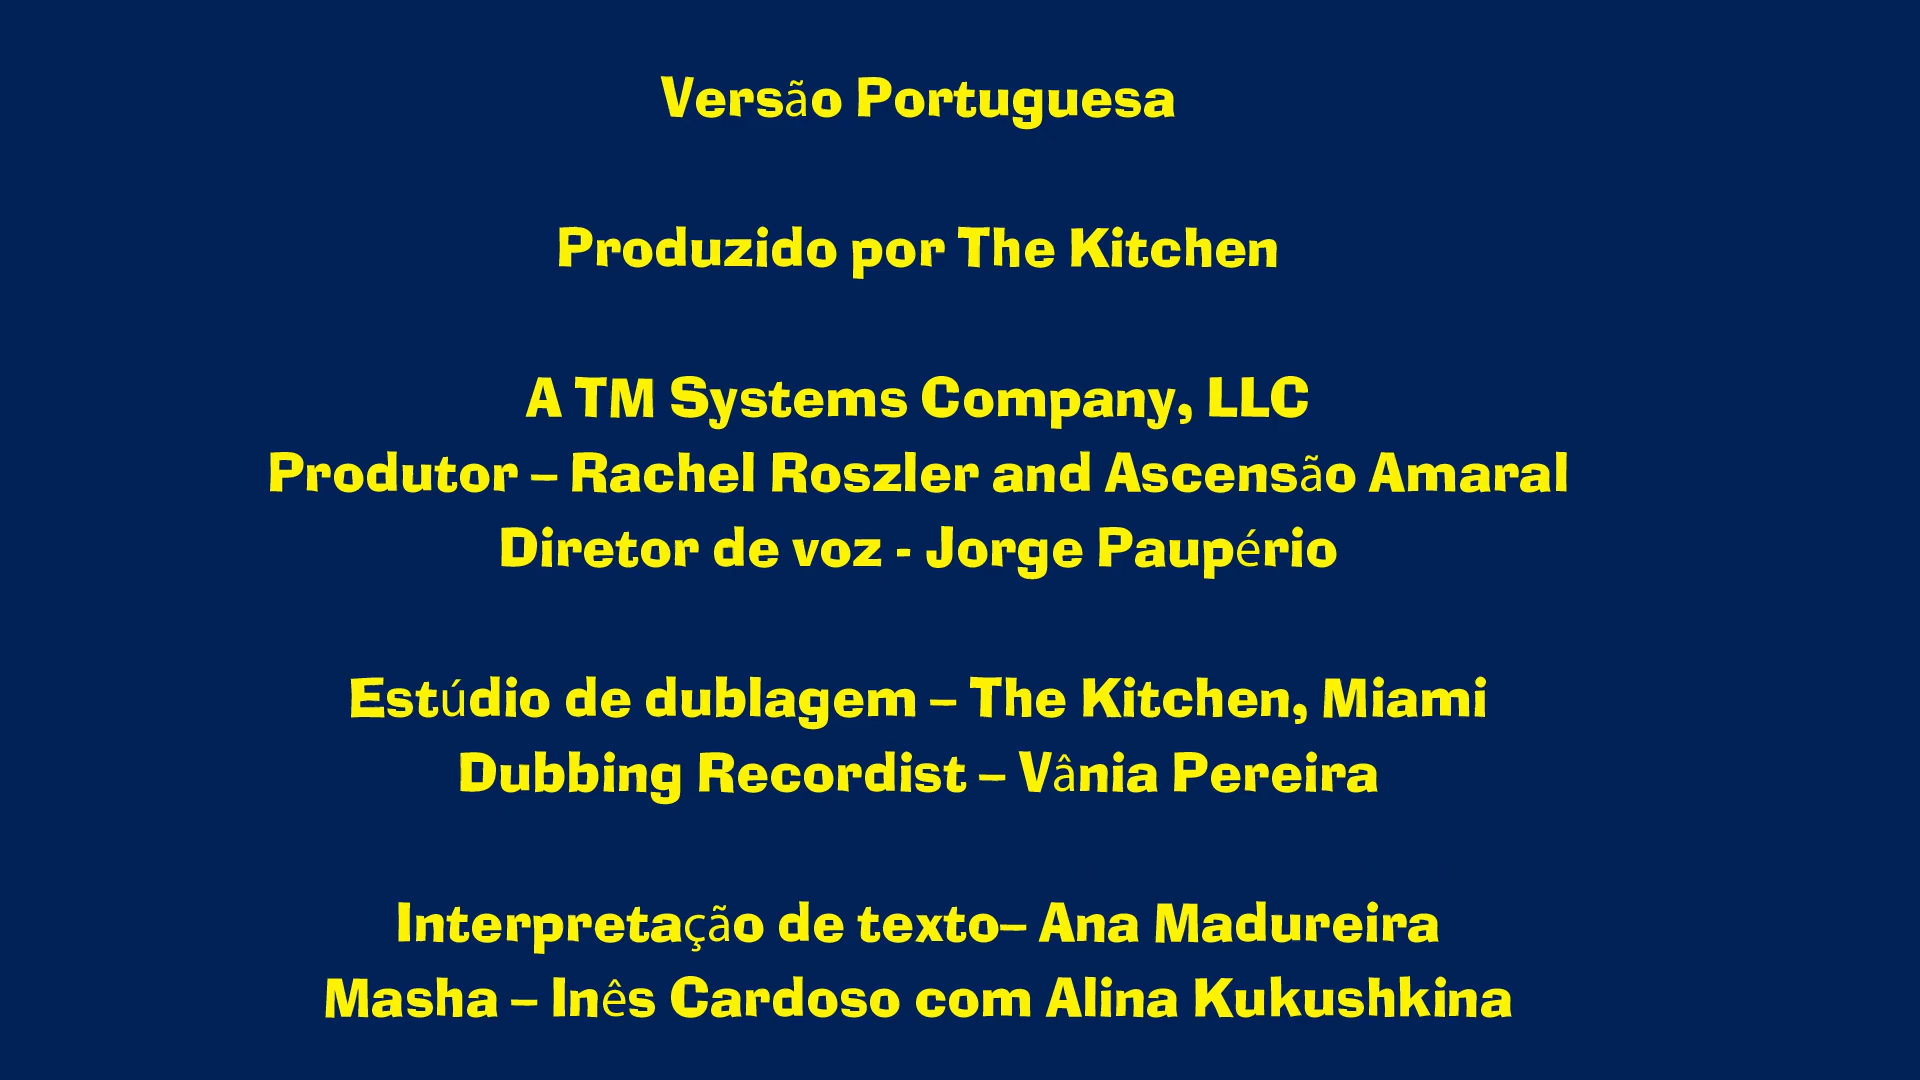 Versão Portuguesa
Produzido por The Kitchen
A TM Systems Company, LLC
Produtor – Rachel Roszler and Ascensão Amaral
Diretor de voz - Jorge Paupério
Estúdio de dublagem – The Kitchen, Miami
Dubbing Recordist – Vânia Pereira
Interpretação de texto– Ana Madureira
Masha – Inês Cardoso com Alina Kukushkina